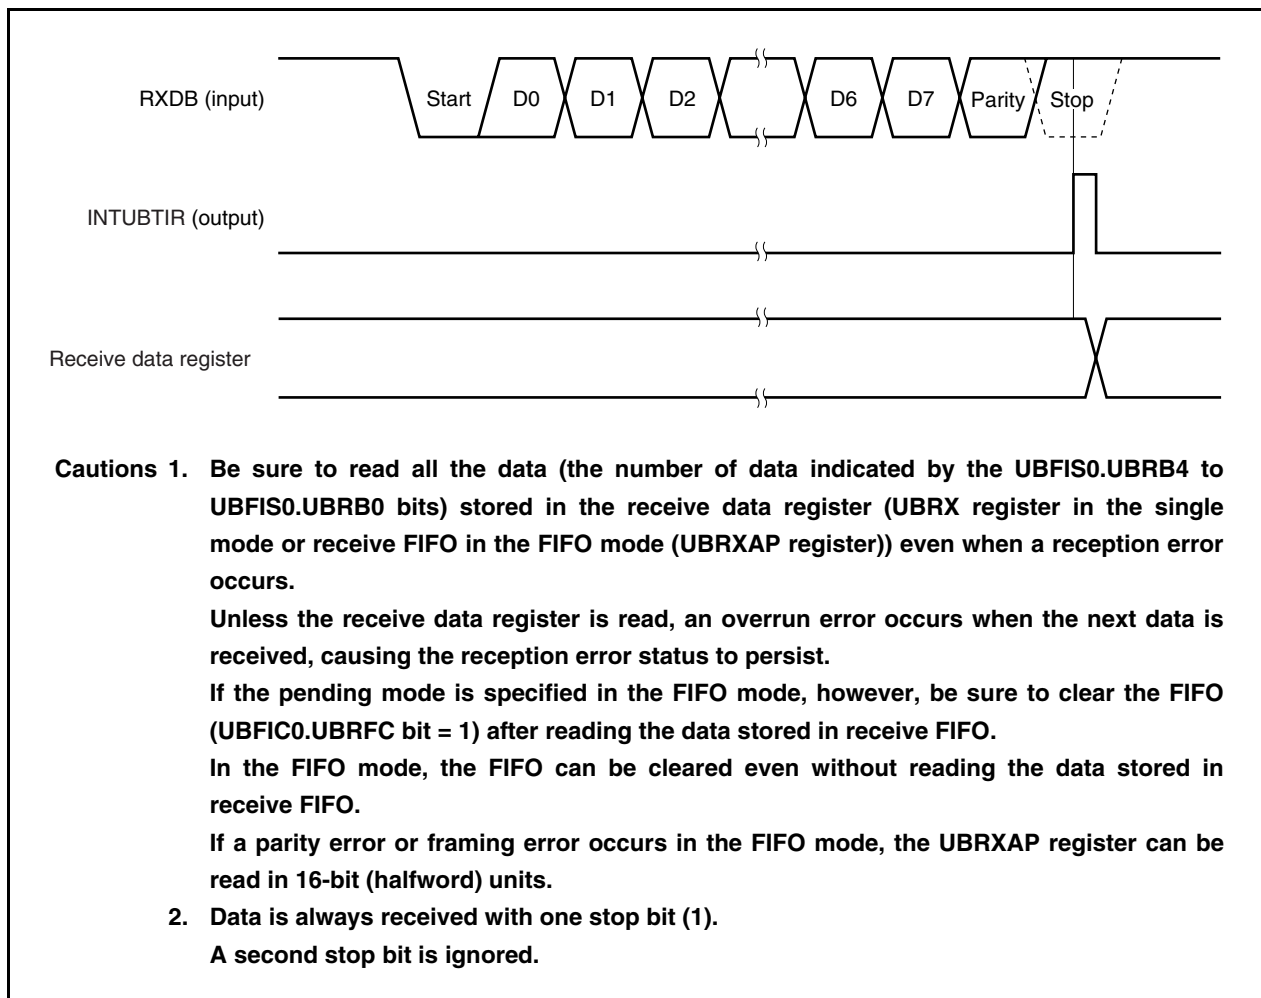 RXDB (input)
Start D0 D1 D2 D6 D7 Parity Stop
INTUBTIR (output)
Receive data register
Cautions 1. Be sure to read all the data (the number of data indicated by the UBFIS0.UBRB4 to
UBFIS0.UBRB0 bits) stored in the receive data register (UBRX register in the single
mode or receive FIFO in the FIFO mode (UBRXAP register)) even when a reception error
occurs.
Unless the receive data register is read, an overrun error occurs when the next data is
received, causing the reception error status to persist.
If the pending mode is specified in the FIFO mode, however, be sure to clear the FIFO
(UBFIC0.UBRFC bit = 1) after reading the data stored in receive FIFO.
In the FIFO mode, the FIFO can be cleared even without reading the data stored in
receive FIFO.
If a parity error or framing error occurs in the FIFO mode, the UBRXAP register can be
read in 16-bit (halfword) units.
2. Data is always received with one stop bit (1).
A second stop bit is ignored.